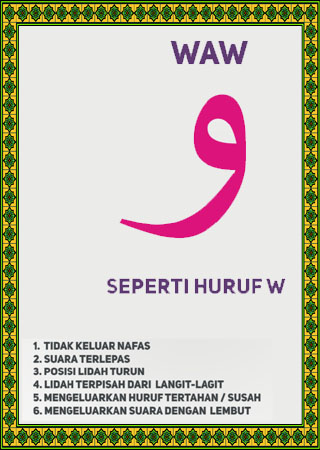 WAW
و
SEPERTI HURUF W
1. TIDAK KELUAR NAFAS
2. SUARA TERLEPAS
3. POSISI LIDAH TURUN
4. LIDAH TERPISAH DARI LANGIT-LAGIT
5. MENGELUARKAN HURUF TERTAHAN / SUSAH
6. MENGELUARKAN SUARA DENGAN LEMBUT